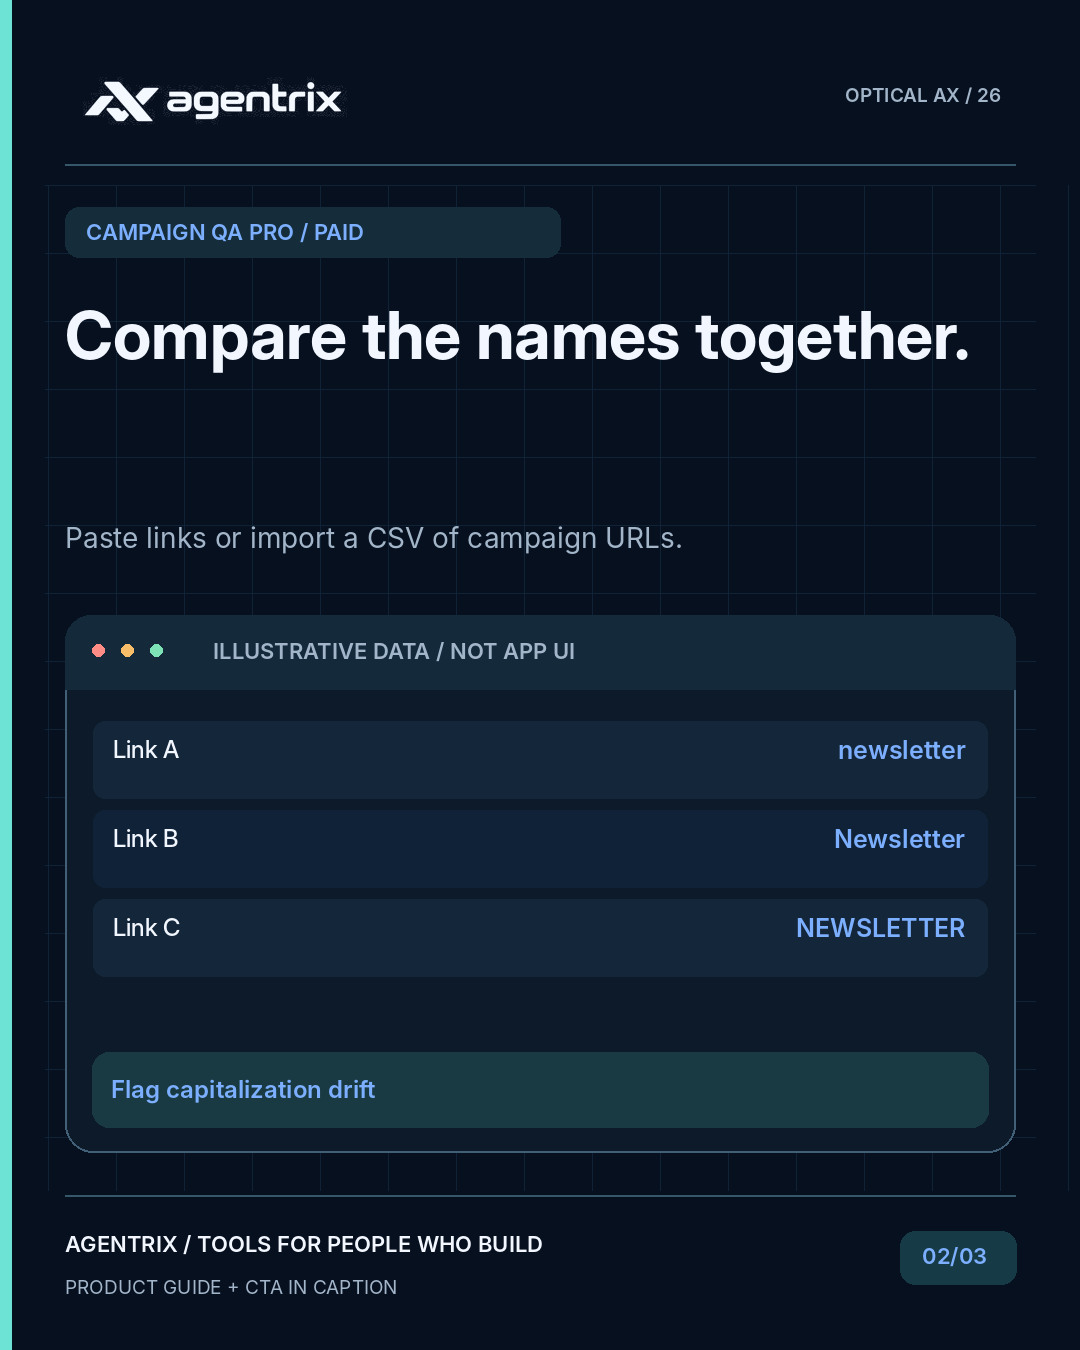 agentrix
OPTICAL AX / 26
CAMPAIGN QA PRO / PAID
Compare the names together.
Paste links or import a CSV of campaign URLs.
ILLUSTRATIVE DATA / NOT APP UI
Link A newsletter
Link B Newsletter
Link C NEWSLETTER
Flag capitalization drift
AGENTRIX / TOOLS FOR PEOPLE WHO BUILD
02/03
PRODUCT GUIDE + CTA IN CAPTION